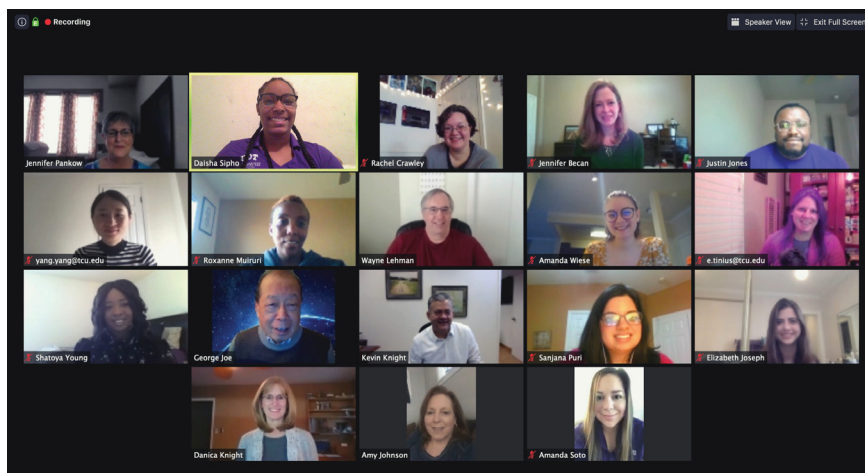 Recording
Speaker View
Exit Full Screen
Jennifer Pankow
Daisha Sipho
Rachel Crawley
Jennifer Becan
Justin Jones
yang.yang@tcu.edu
Roxanne Muiruri
Wayne Lehman
Amanda Wiese
e.tinius@tcu.edu
Shatoya Young
George Joe
Kevin Knight
Sanjana Puri
Elizabeth Joseph
Danica Knight
Amy Johnson
Amanda Soto